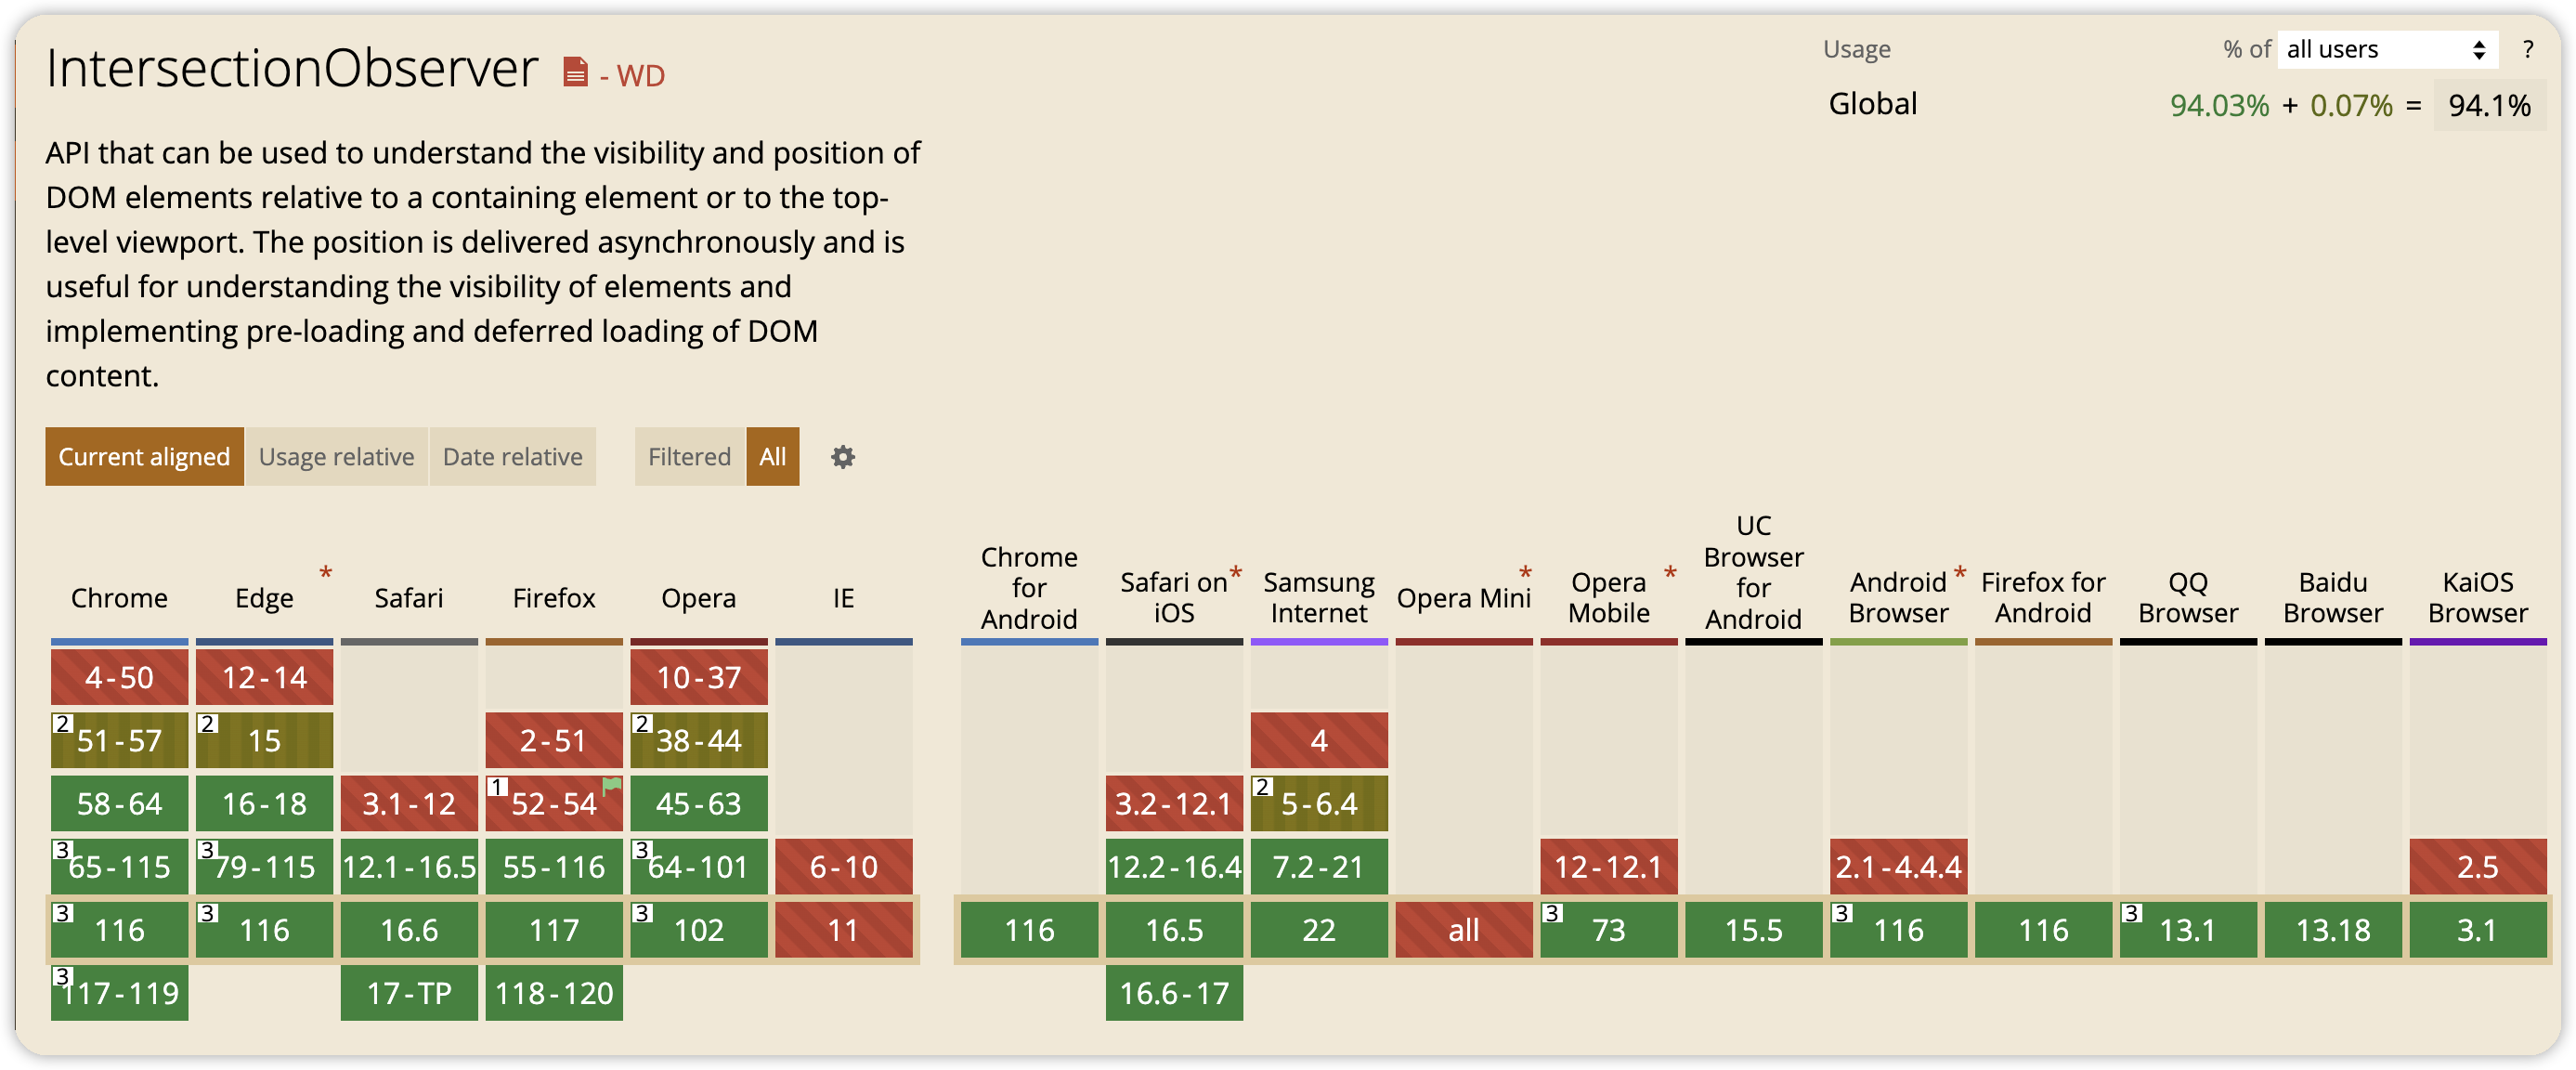 IntersectionObserver - WD
Usage % of all users ?
Global 94.03% + 0.07% = 94.1%
API that can be used to understand the visibility and position of
DOM elements relative to a containing element or to the top-
level viewport. The position is delivered asynchronously and is
useful for understanding the visibility of elements and
implementing pre-loading and deferred loading of DOM
content.
Current aligned Usage relative Date relative Filtered All
Chrome
Edge *
Safari
Firefox
Opera
IE
Chrome
for
Android
Safari on *
iOS
Samsung
Internet
Opera Mini *
Opera *
Mobile
UC
Browser
for
Android
Android *
Browser
Firefox for
Android
QQ
Browser
Baidu
Browser
KaiOS
Browser
4-50 12-14 10-37
2 51-57 2 15 2-51 2 38-44 4
58-64 16-18 3.1-12 1 52-54 45-63 3.2-12.1 2 5-6.4
3 65-115 3 79-115 12.1-16.5 55-116 3 64-101 6-10 12.2-16.4 7.2-21 12-12.1 2.1-4.4.4 2.5
3 116 3 116 16.6 117 3 102 11 116 16.5 22 all 3 73 15.5 3 116 116 3 13.1 13.18 3.1
3 117-119 17-TP 118-120 16.6-17